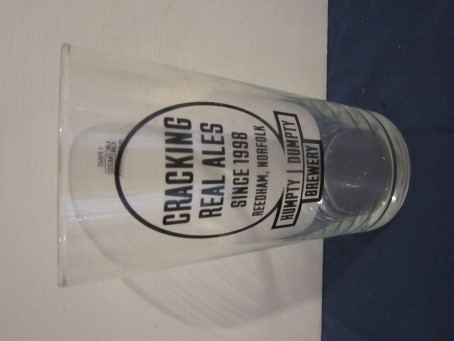 CRACKING
REAL ALES
SINCE 1998
REEDHAM, NORFOLK
HUMPTY DUMPTY
BREWERY